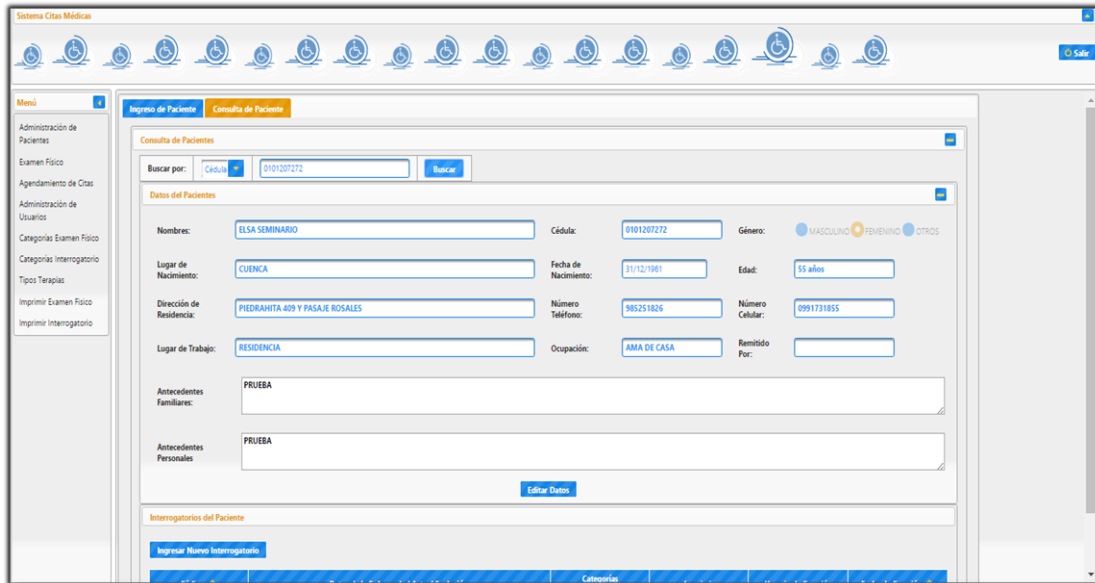 Sistema Citas Médicas
Salir
Menú
Administración de
Pacientes
Examen Físico
Agendamiento de Citas
Administración de
Usuarios
Categorías Examen Físico
Categorías Interrogatorio
Tipos Terapias
Imprimir Examen Fisico
Imprimir Interrogatorio
Ingreso de Paciente Consulta de Paciente
Consulta de Pacientes
Buscar por: Cédula 0101207272 Buscar
Datos del Pacientes
Nombres: ELSA SEMINARIO Cédula: 0101207272 Género: MASCULINO FEMENINO OTROS
Lugar de
Nacimiento: CUENCA Fecha de
Nacimiento: 31/12/1961 Edad: 55 años
Dirección de
Residencia: PIEDRAHITA 409 Y PASAJE ROSALES Número
Teléfono: 985251826 Número
Celular: 0991731855
Lugar de Trabajo: RESIDENCIA Ocupación: AMA DE CASA Remitido
Por:
Antecedentes
Familiares: PRUEBA
Antecedentes
Personales PRUEBA
Editar Datos
Interrogatorios del Paciente
Ingresar Nuevo Interrogatorio
Categorías